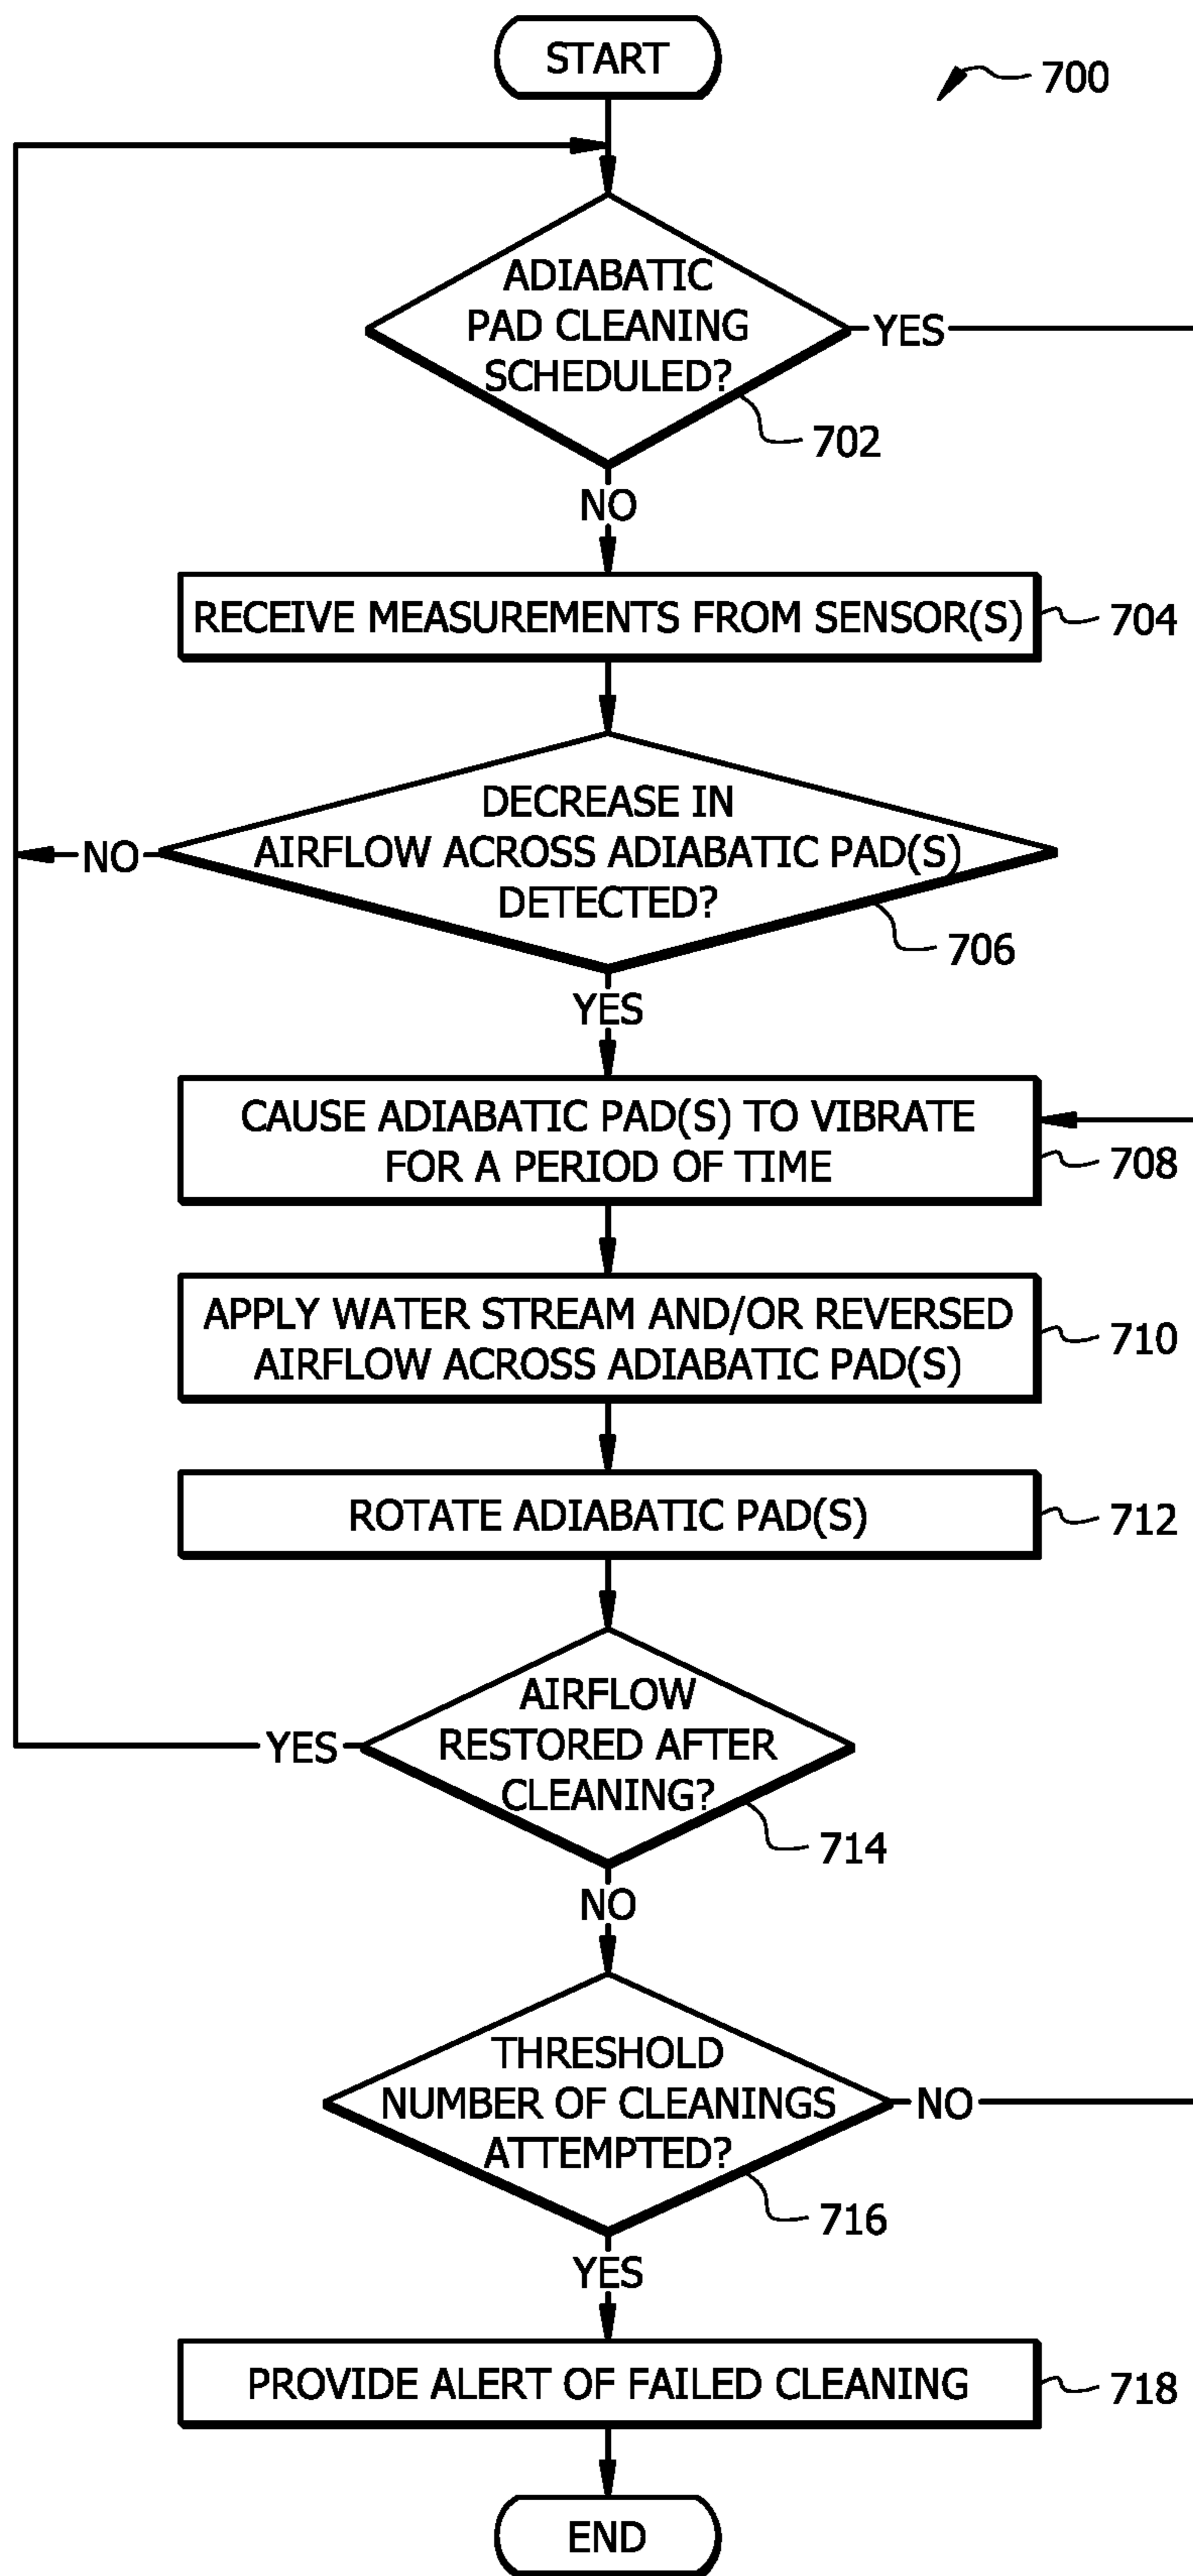 START
700
ADIABATIC
PAD CLEANING
SCHEDULED?
YES
702
NO
RECEIVE MEASUREMENTS FROM SENSOR(S)
704
DECREASE IN
AIRFLOW ACROSS ADIABATIC PAD(S)
DETECTED?
NO
706
YES
CAUSE ADIABATIC PAD(S) TO VIBRATE
FOR A PERIOD OF TIME
708
APPLY WATER STREAM AND/OR REVERSED
AIRFLOW ACROSS ADIABATIC PAD(S)
710
ROTATE ADIABATIC PAD(S)
712
AIRFLOW
RESTORED AFTER
CLEANING?
YES
714
NO
THRESHOLD
NUMBER OF CLEANINGS
ATTEMPTED?
NO
716
YES
PROVIDE ALERT OF FAILED CLEANING
718
END